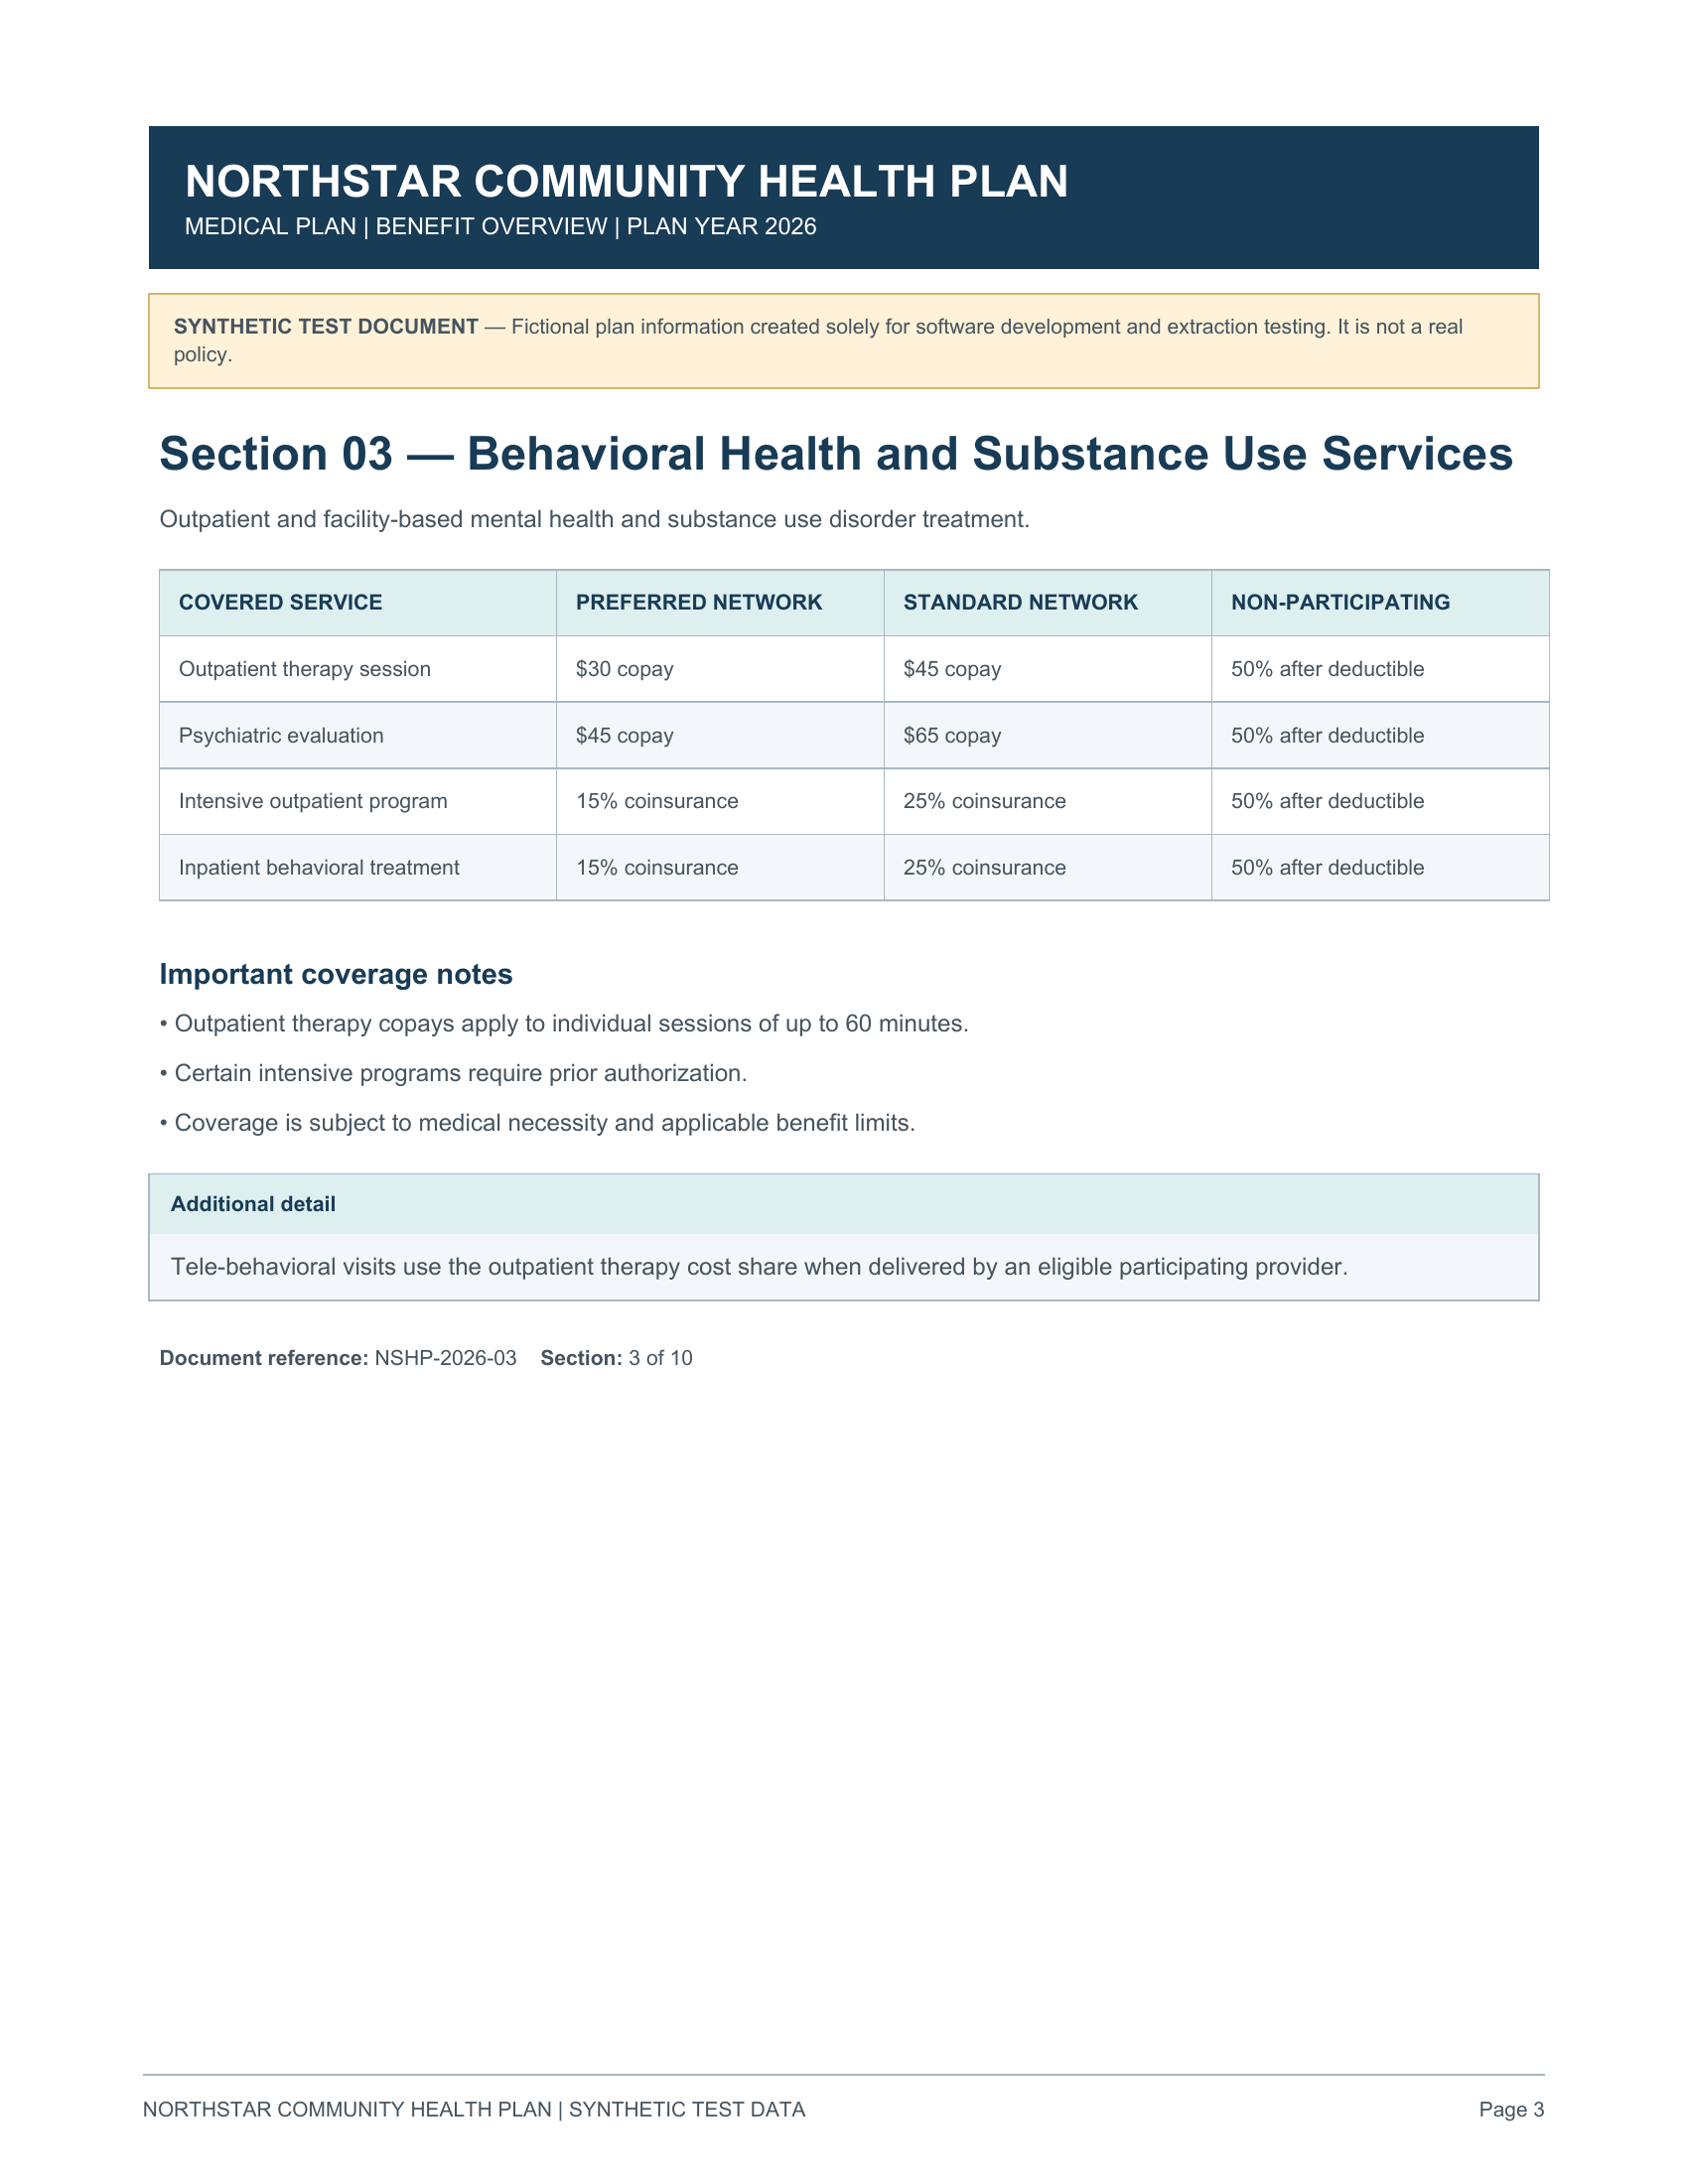 NORTHSTAR COMMUNITY HEALTH PLAN
MEDICAL PLAN | BENEFIT OVERVIEW | PLAN YEAR 2026
SYNTHETIC TEST DOCUMENT — Fictional plan information created solely for software development and extraction testing. It is not a real
policy.
Section 03 — Behavioral Health and Substance Use Services
Outpatient and facility-based mental health and substance use disorder treatment.
COVERED SERVICE PREFERRED NETWORK STANDARD NETWORK NON-PARTICIPATING
Outpatient therapy session $30 copay $45 copay 50% after deductible
Psychiatric evaluation $45 copay $65 copay 50% after deductible
Intensive outpatient program 15% coinsurance 25% coinsurance 50% after deductible
Inpatient behavioral treatment 15% coinsurance 25% coinsurance 50% after deductible
Important coverage notes
• Outpatient therapy copays apply to individual sessions of up to 60 minutes.
• Certain intensive programs require prior authorization.
• Coverage is subject to medical necessity and applicable benefit limits.
Additional detail
Tele-behavioral visits use the outpatient therapy cost share when delivered by an eligible participating provider.
Document reference: NSHP-2026-03 Section: 3 of 10
NORTHSTAR COMMUNITY HEALTH PLAN | SYNTHETIC TEST DATA Page 3